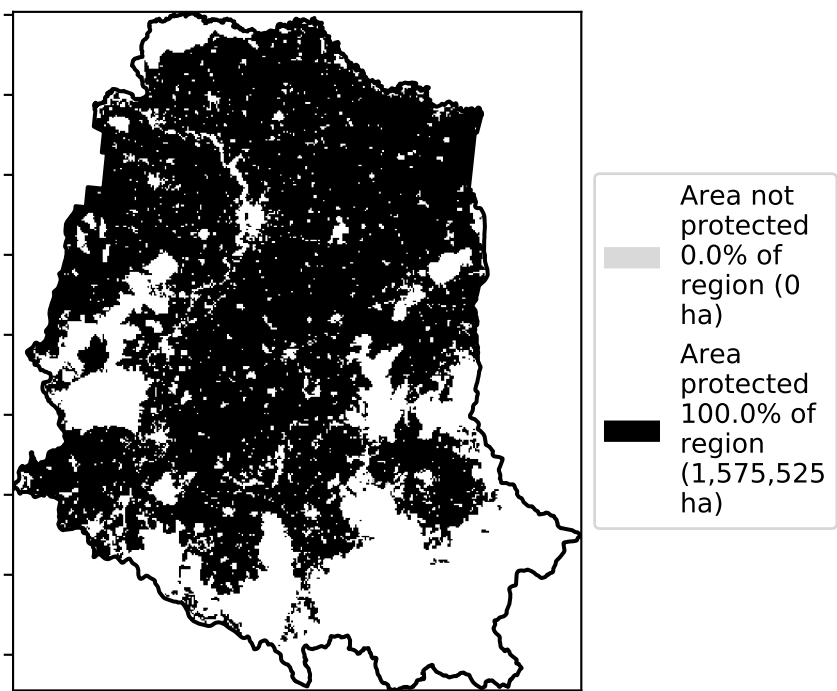 Area not
protected
0.0% of
region (0
ha)
Area
protected
100.0% of
region
(1,575,525
ha)